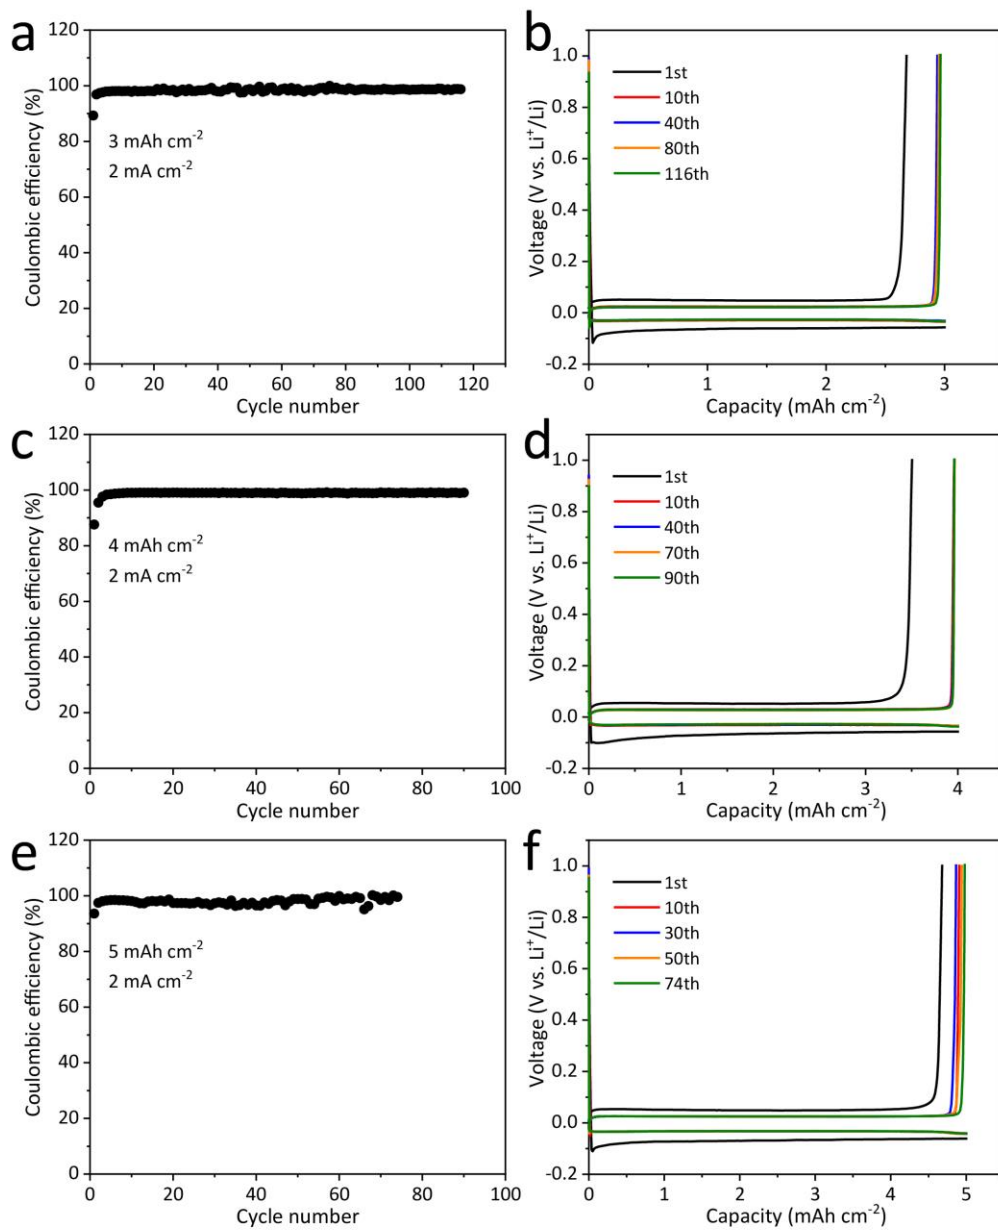 a
120
100
80
60
40
20
0
Coulombic efficiency (%)
3 mAh cm⁻²
2 mA cm⁻²
0 20 40 60 80 100 120
Cycle number
b
1.0
0.8
0.6
0.4
0.2
0.0
-0.2
Voltage (V vs. Li⁺/Li)
1st
10th
40th
80th
116th
0 1 2 3
Capacity (mAh cm⁻²)
c
120
100
80
60
40
20
0
Coulombic efficiency (%)
4 mAh cm⁻²
2 mA cm⁻²
0 20 40 60 80 100
Cycle number
d
1.0
0.8
0.6
0.4
0.2
0.0
-0.2
Voltage (V vs. Li⁺/Li)
1st
10th
40th
70th
90th
0 1 2 3 4
Capacity (mAh cm⁻²)
e
120
100
80
60
40
20
0
Coulombic efficiency (%)
5 mAh cm⁻²
2 mA cm⁻²
0 20 40 60 80 100
Cycle number
f
1.0
0.8
0.6
0.4
0.2
0.0
-0.2
Voltage (V vs. Li⁺/Li)
1st
10th
30th
50th
74th
0 1 2 3 4 5
Capacity (mAh cm⁻²)